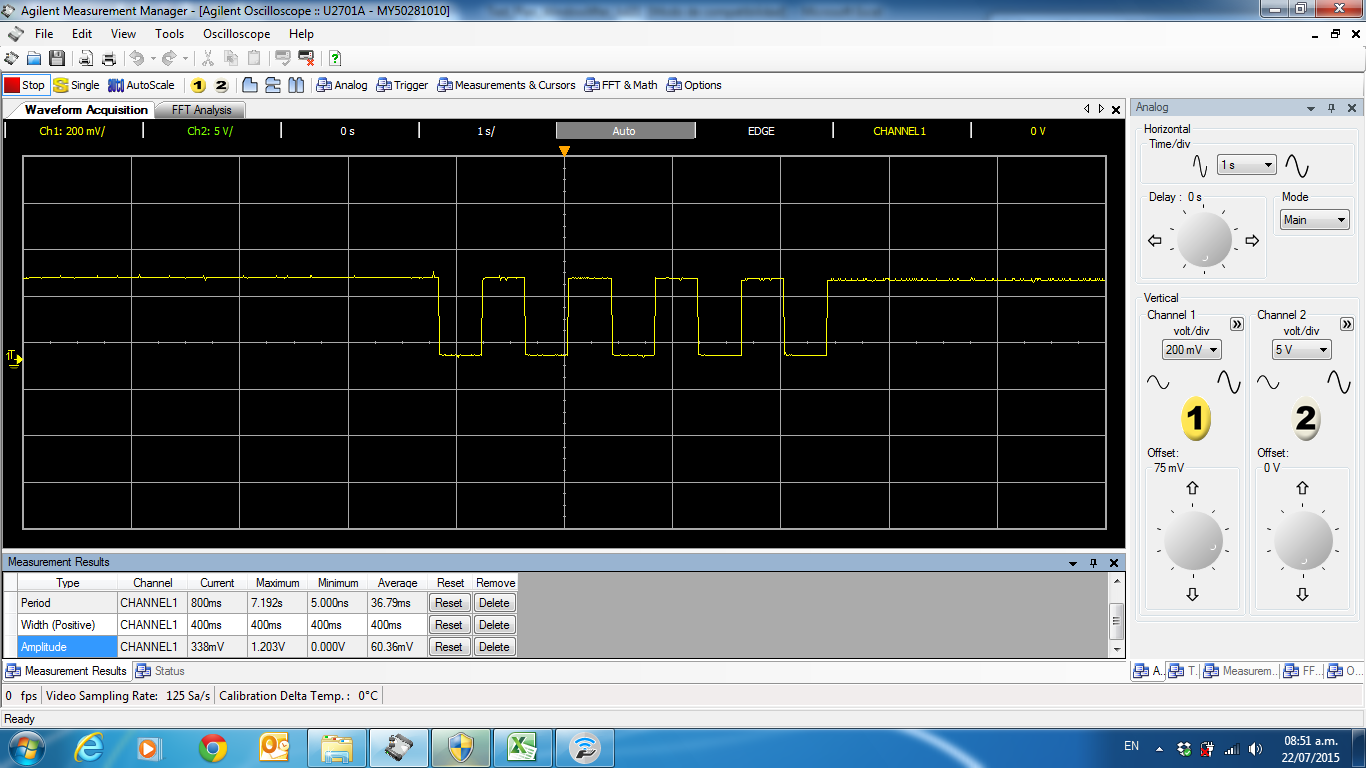 Agilent Measurement Manager - [Agilent Oscilloscope :: U2701A - MY50281010]
File Edit View Tools Oscilloscope Help
Stop Single AutoScale 1 2 Analog Trigger Measurements & Cursors FFT & Math Options
Waveform Acquisition FFT Analysis
Ch1: 200 mV/ Ch2: 5 V/ 0 s 1 s/ Auto EDGE CHANNEL1 0 V
Analog
Horizontal
Time/div
1 s
Delay : 0 s
Mode
Main
Vertical
Channel 1
volt/div
200 mV
1
Offset:
75 mV
Channel 2
volt/div
5 V
2
Offset:
0 V
Measurement Results
Type Channel Current Maximum Minimum Average Reset Remove
Period CHANNEL1 800ms 7.192s 5.000ns 36.79ms Reset Delete
Width (Positive) CHANNEL1 400ms 400ms 400ms 400ms Reset Delete
Amplitude CHANNEL1 338mV 1.203V 0.000V 60.36mV Reset Delete
Measurement Results Status
A.. T.. Measurem... FF... O...
0 fps Video Sampling Rate: 125 Sa/s Calibration Delta Temp. : 0°C
Ready
EN
08:51 a.m.
22/07/2015